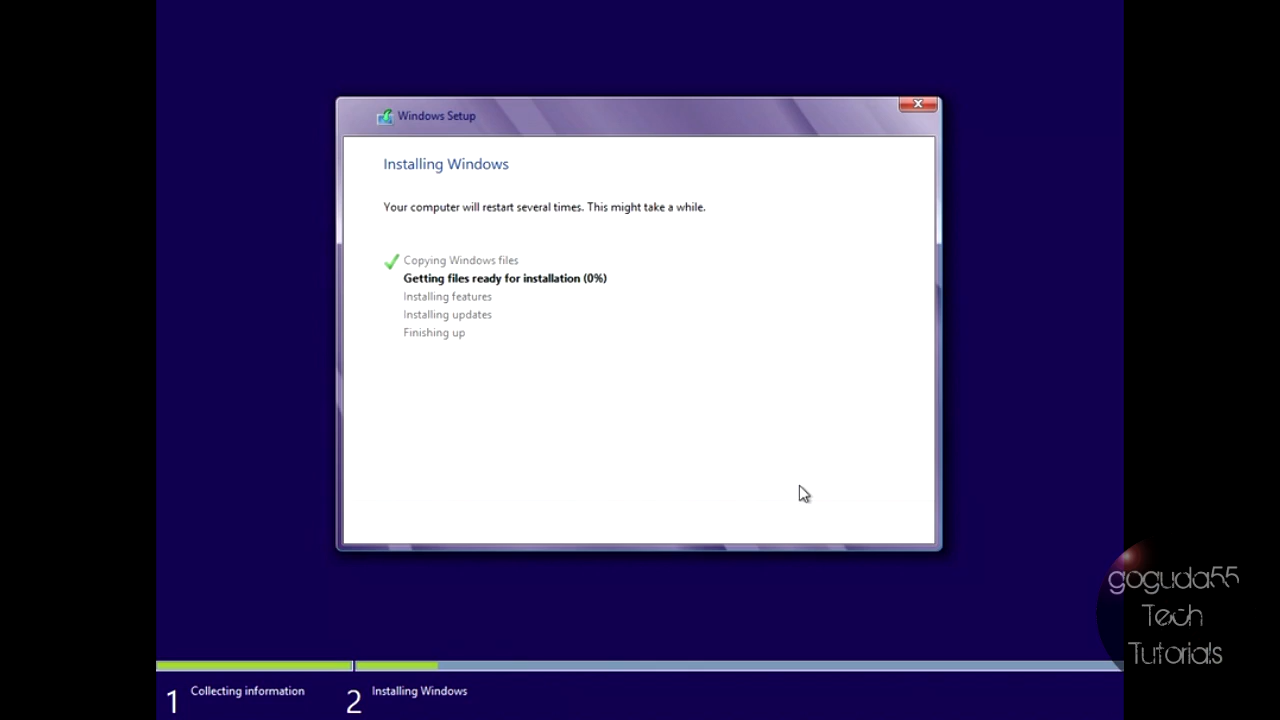 Windows Setup
Installing Windows
Your computer will restart several times. This might take a while.
Copying Windows files
Getting files ready for installation (0%)
Installing features
Installing updates
Finishing up
goguda55
Tech
Tutorials
1 Collecting information 2 Installing Windows